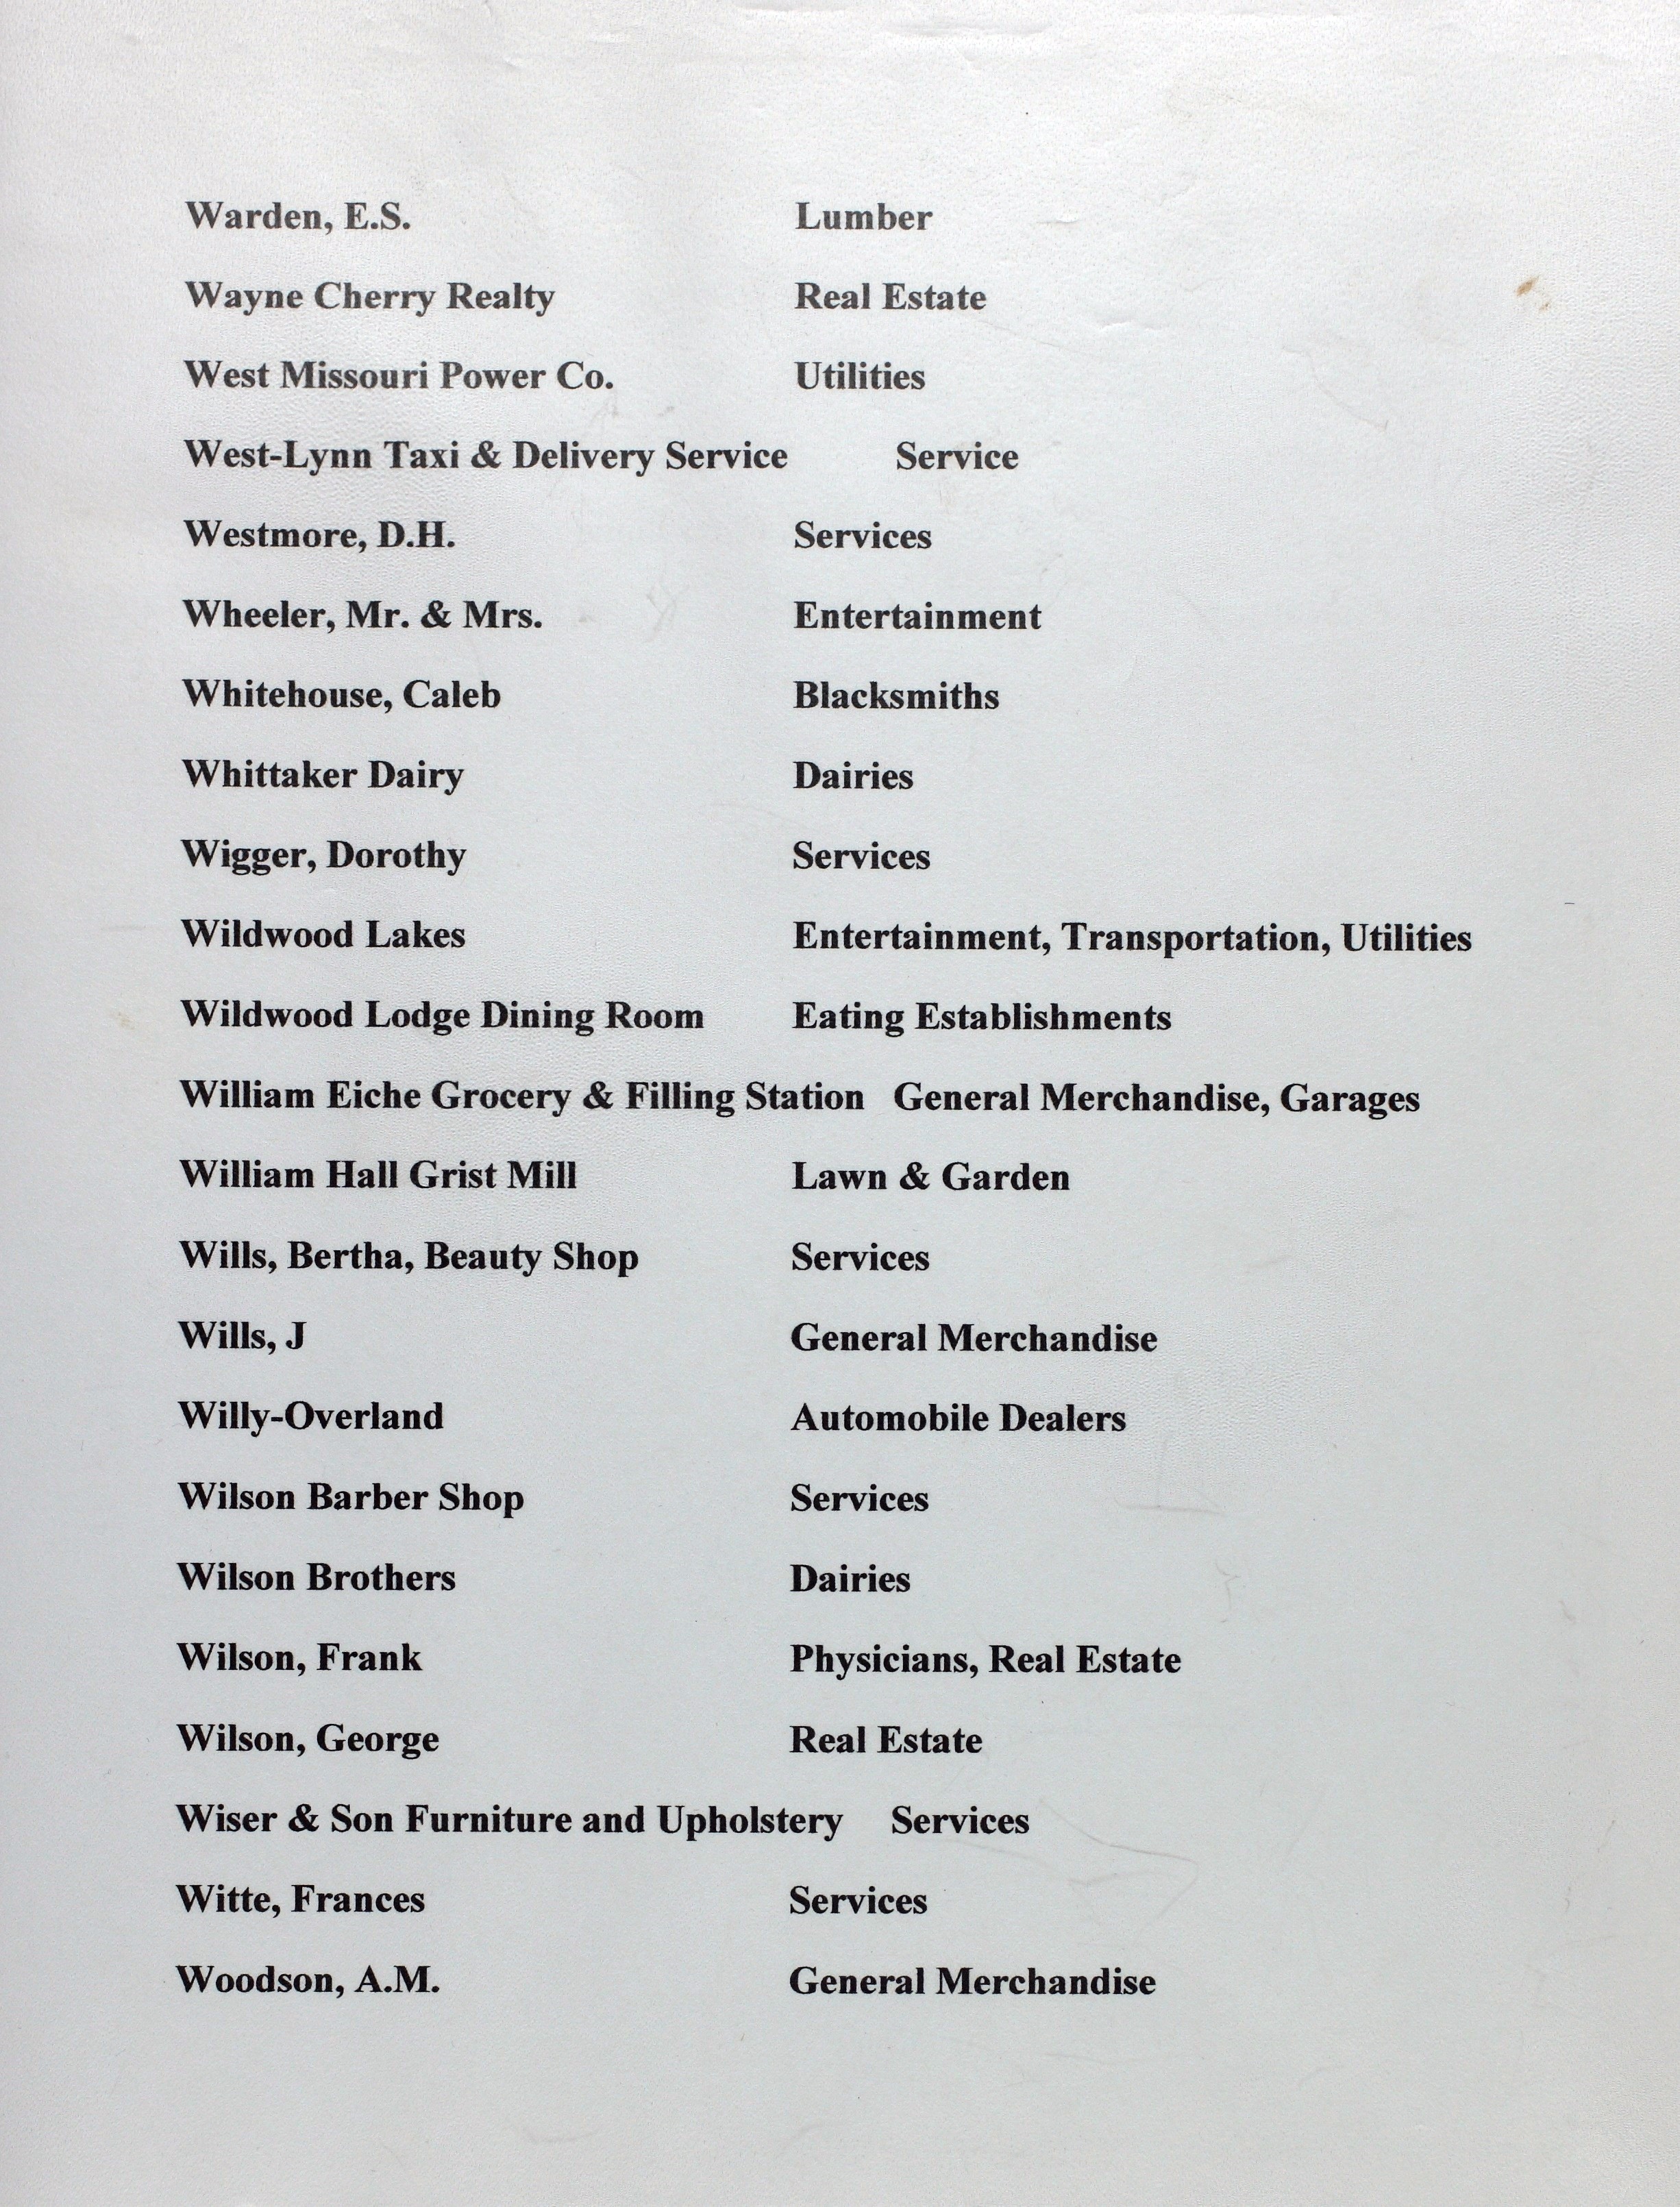 Warden, E.S. Lumber
Wayne Cherry Realty Real Estate
West Missouri Power Co. Utilities
West-Lynn Taxi & Delivery Service Service
Westmore, D.H. Services
Wheeler, Mr. & Mrs. Entertainment
Whitehouse, Caleb Blacksmiths
Whittaker Dairy Dairies
Wigger, Dorothy Services
Wildwood Lakes Entertainment, Transportation, Utilities
Wildwood Lodge Dining Room Eating Establishments
William Eiche Grocery & Filling Station General Merchandise, Garages
William Hall Grist Mill Lawn & Garden
Wills, Bertha, Beauty Shop Services
Wills, J General Merchandise
Willy-Overland Automobile Dealers
Wilson Barber Shop Services
Wilson Brothers Dairies
Wilson, Frank Physicians, Real Estate
Wilson, George Real Estate
Wiser & Son Furniture and Upholstery Services
Witte, Frances Services
Woodson, A.M. General Merchandise